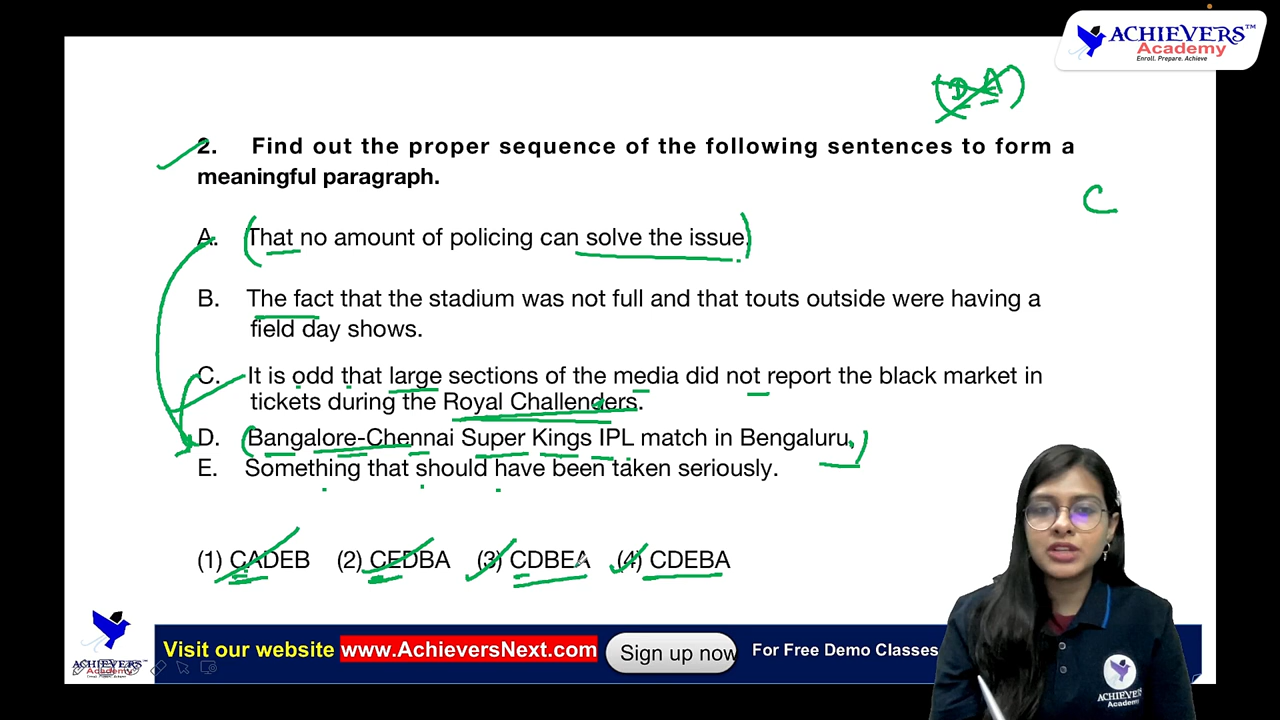 ACHIEVERS™
Academy
Enroll. Prepare. Achieve
(D A)
2. Find out the proper sequence of the following sentences to form a
meaningful paragraph.
C
A. That no amount of policing can solve the issue.
B. The fact that the stadium was not full and that touts outside were having a
field day shows.
C. It is odd that large sections of the media did not report the black market in
tickets during the Royal Challenders.
D. Bangalore-Chennai Super Kings IPL match in Bengaluru.
E. Something that should have been taken seriously.
(1) CADEB (2) CEDBA (3) CDBEA (4) CDEBA
ACHIEVERS
Academy
Visit our website www.AchieversNext.com Sign up now For Free Demo Classes
ACHIEVERS
Academy